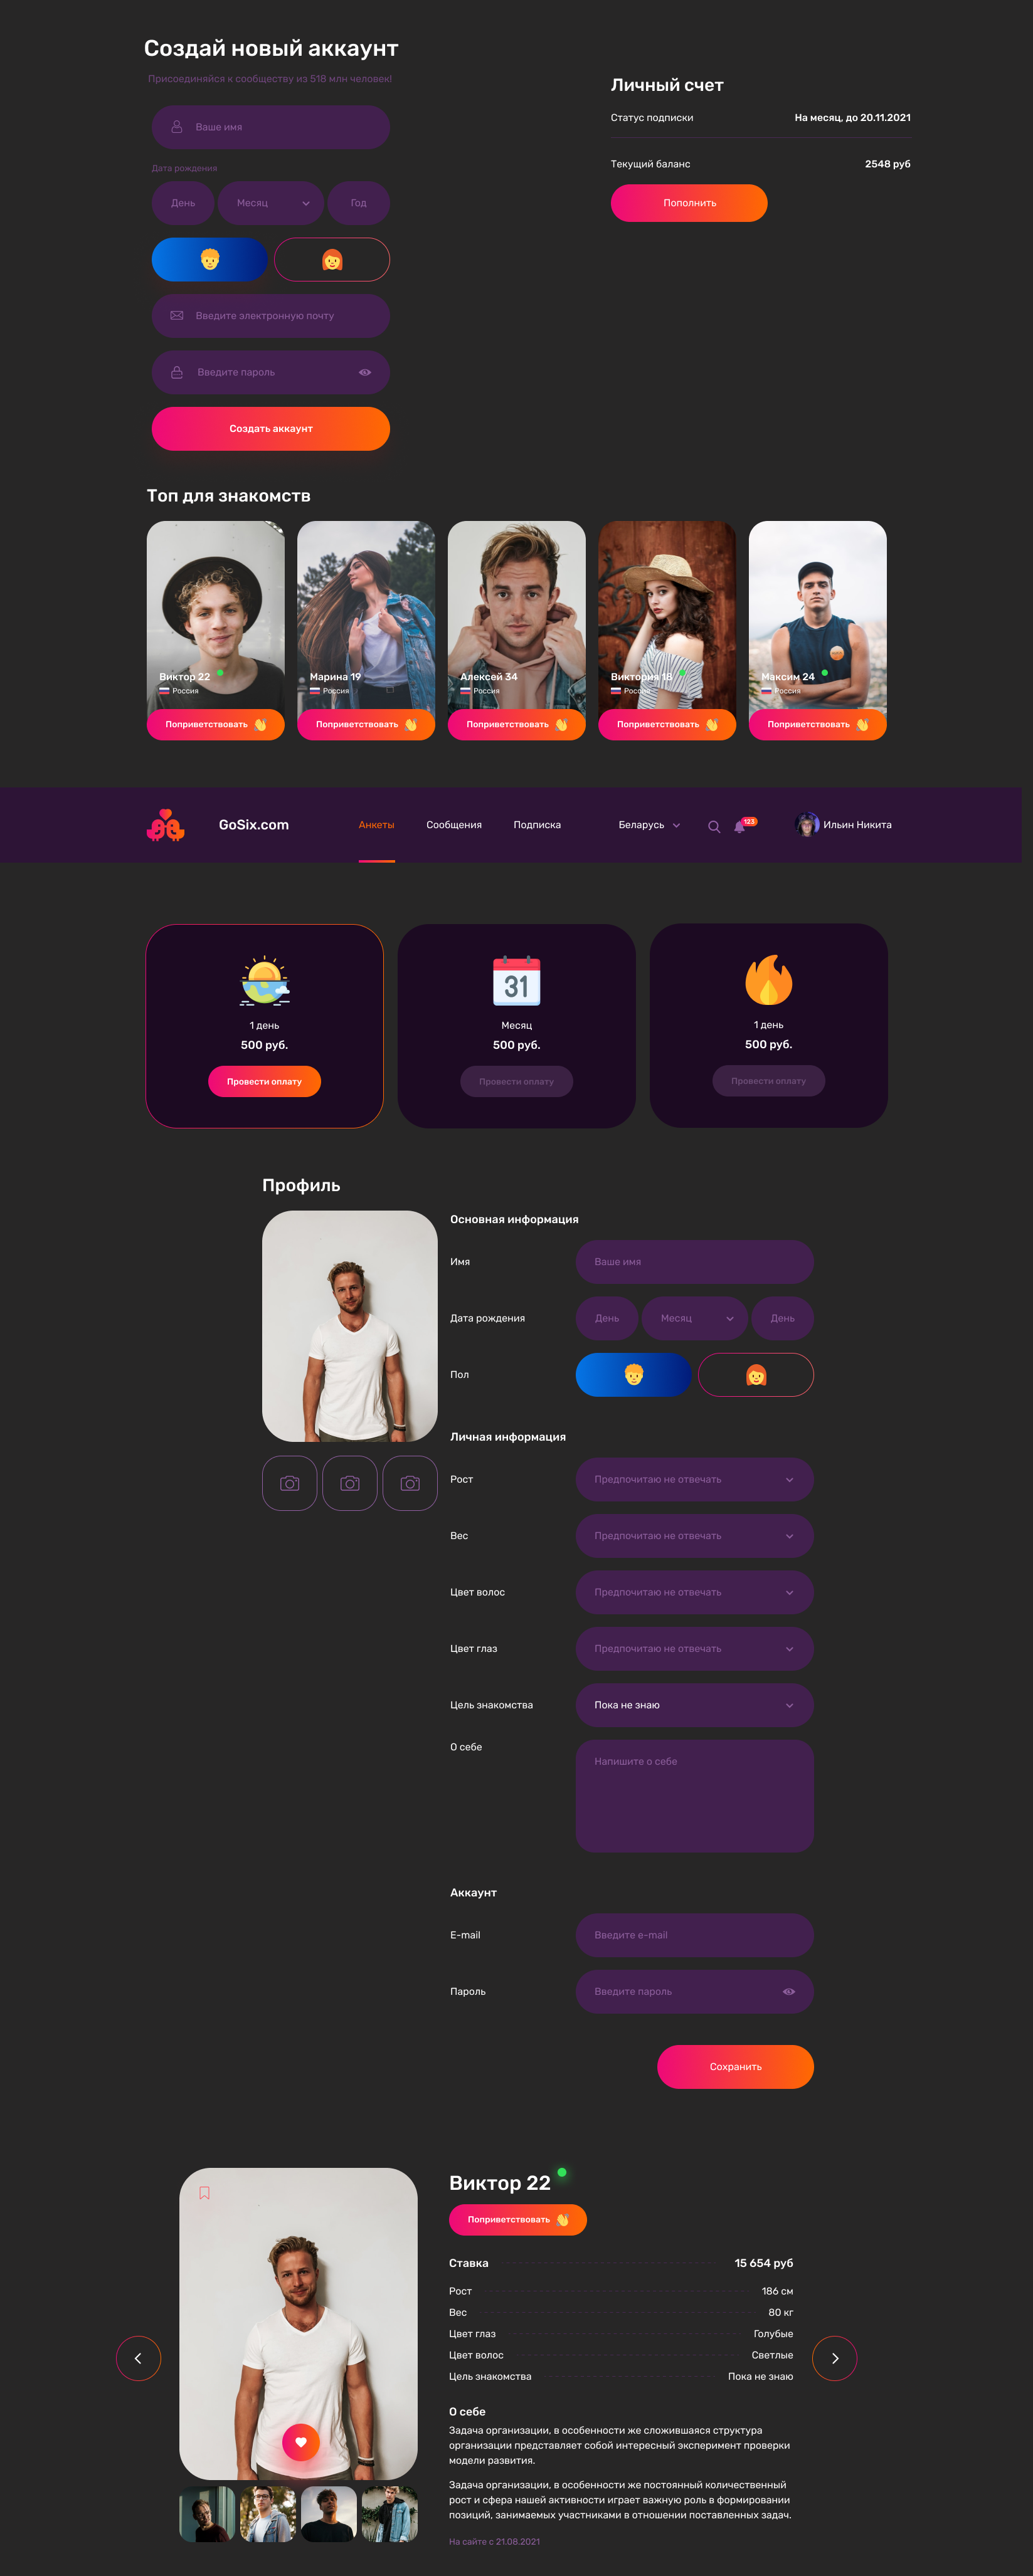 Создай новый аккаунт
Присоединяйся к сообществу из 518 млн человек!
Ваше имя
Дата рождения
День
Месяц
Год
Введите электронную почту
Введите пароль
Создать аккаунт
Личный счет
Статус подписки
На месяц, до 20.11.2021
Текущий баланс
2548 руб
Пополнить
Топ для знакомств
Виктор 22
Россия
Поприветствовать
Марина 19
Россия
Поприветствовать
Алексей 34
Россия
Поприветствовать
Виктория 18
Россия
Поприветствовать
Максим 24
Россия
Поприветствовать
GoSix.com
Анкеты
Сообщения
Подписка
Беларусь
123
Ильин Никита
1 день
500 руб.
Провести оплату
31
Месяц
500 руб.
Провести оплату
1 день
500 руб.
Провести оплату
Профиль
Основная информация
Имя
Ваше имя
Дата рождения
День
Месяц
День
Пол
Личная информация
Рост
Предпочитаю не отвечать
Вес
Предпочитаю не отвечать
Цвет волос
Предпочитаю не отвечать
Цвет глаз
Предпочитаю не отвечать
Цель знакомства
Пока не знаю
О себе
Напишите о себе
Аккаунт
E-mail
Введите e-mail
Пароль
Введите пароль
Сохранить
Виктор 22
Поприветствовать
Ставка
15 654 руб
Рост
186 см
Вес
80 кг
Цвет глаз
Голубые
Цвет волос
Светлые
Цель знакомства
Пока не знаю
О себе
Задача организации, в особенности же сложившаяся структура
организации представляет собой интересный эксперимент проверки
модели развития.
Задача организации, в особенности же постоянный количественный
рост и сфера нашей активности играет важную роль в формировании
позиций, занимаемых участниками в отношении поставленных задач.
На сайте с 21.08.2021